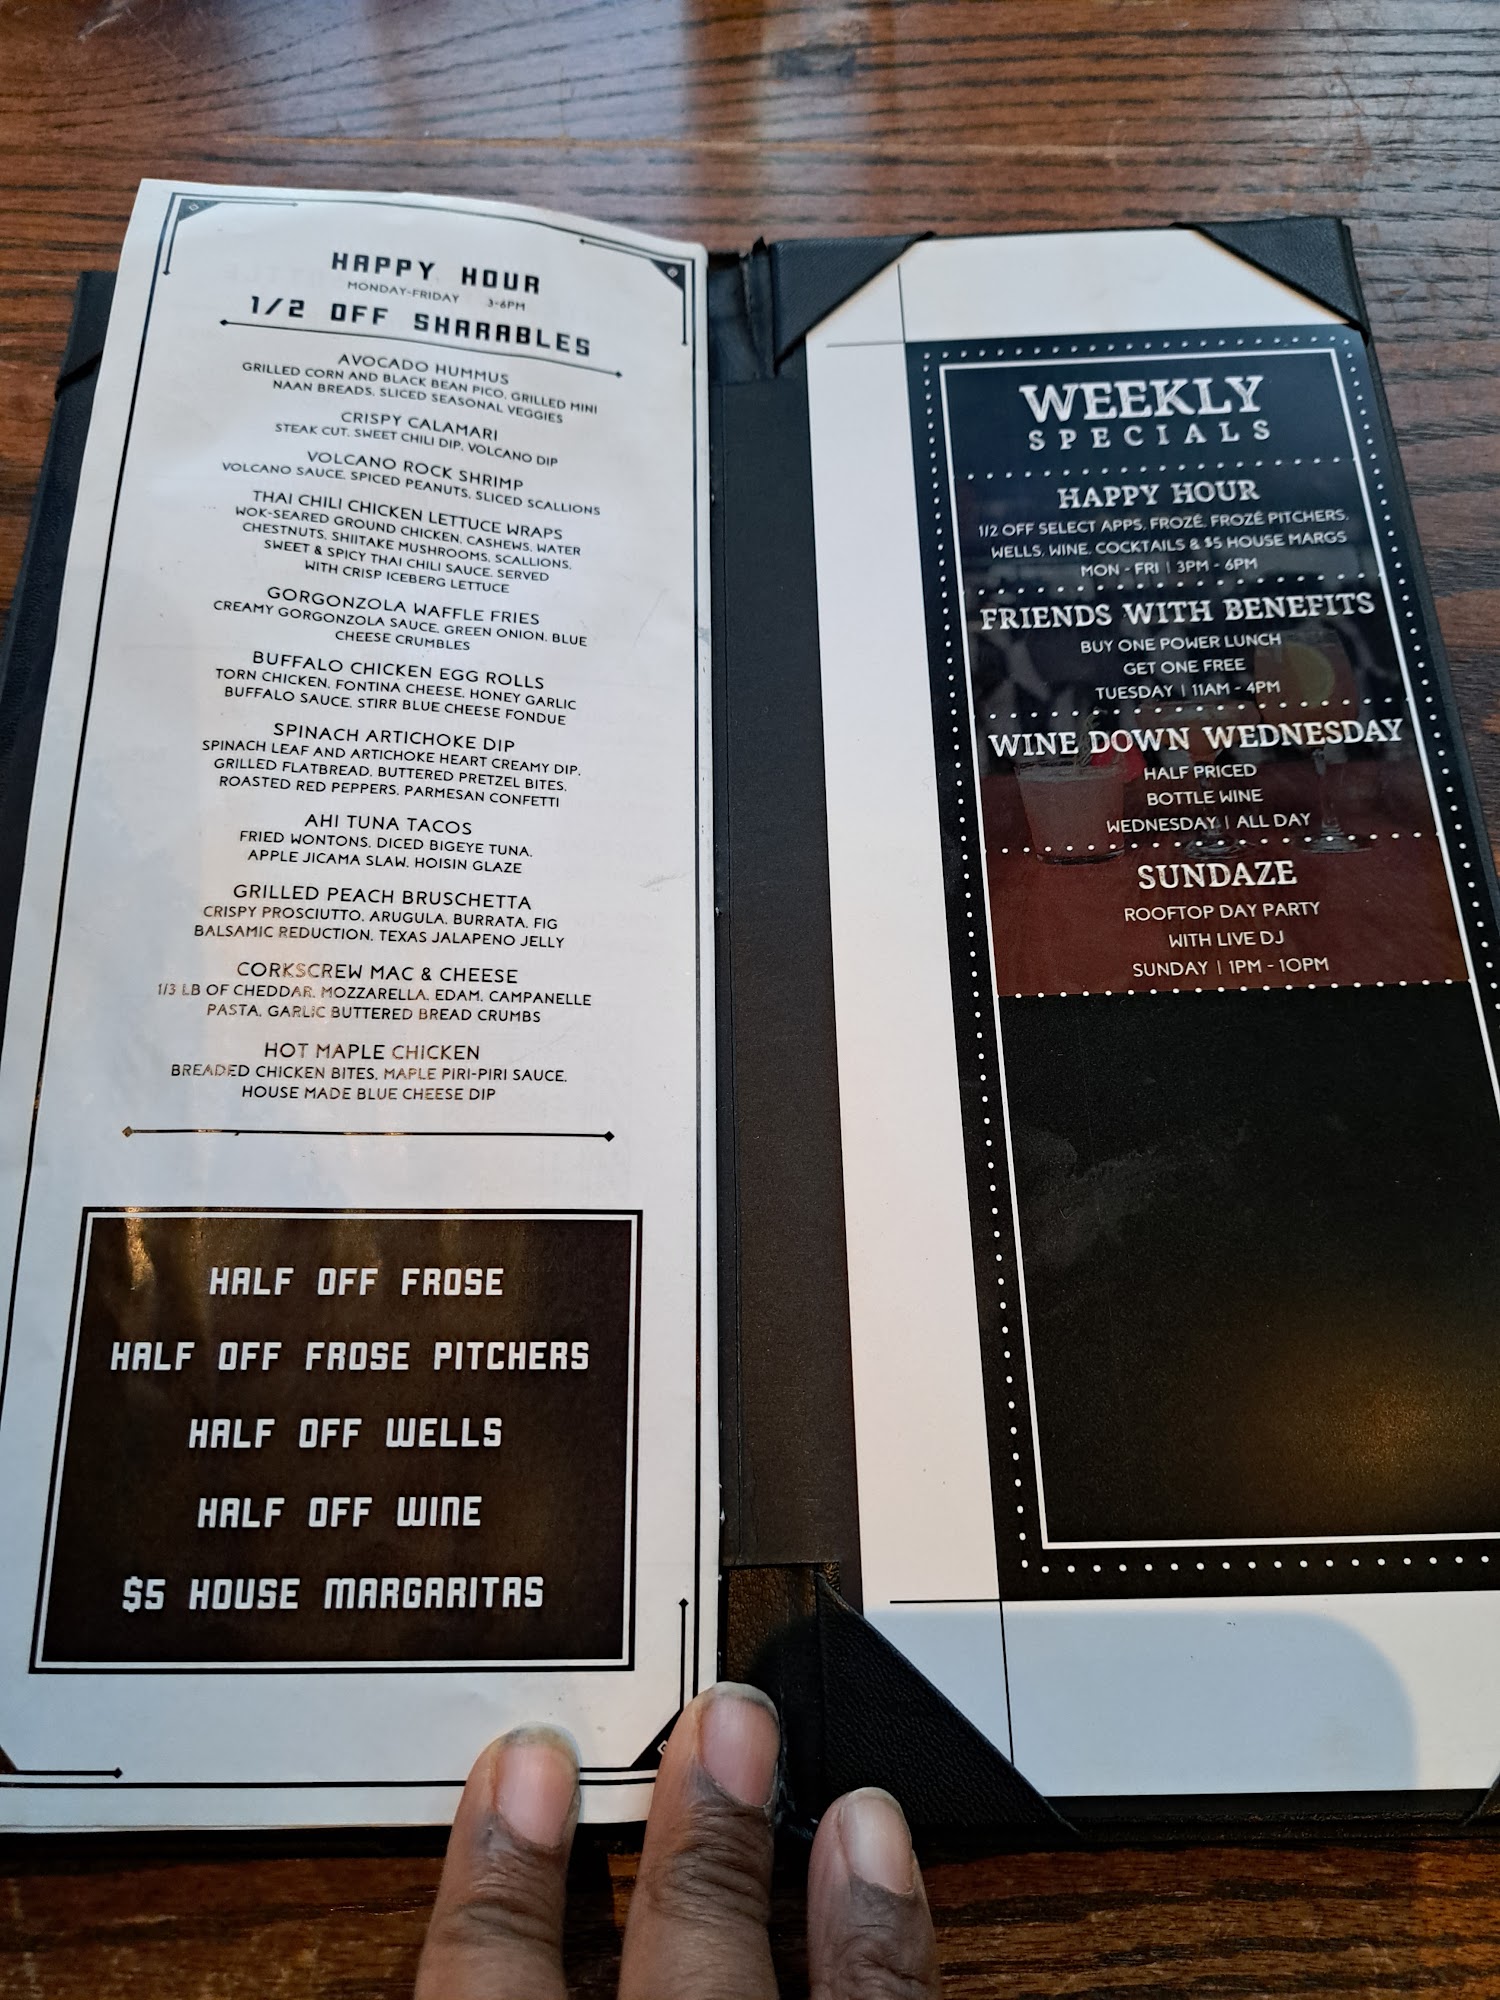 HAPPY HOUR
MONDAY-FRIDAY 3-6PM
1/2 OFF SHARABLES
AVOCADO HUMMUS
GRILLED CORN AND BLACK BEAN PICO, GRILLED MINI
NAAN BREADS, SLICED SEASONAL VEGGIES
CRISPY CALAMARI
STEAK CUT, SWEET CHILI DIP, VOLCANO DIP
VOLCANO ROCK SHRIMP
VOLCANO SAUCE, SPICED PEANUTS, SLICED SCALLIONS
THAI CHILI CHICKEN LETTUCE WRAPS
WOK-SEARED GROUND CHICKEN, CASHEWS, WATER
CHESTNUTS, SHIITAKE MUSHROOMS, SCALLIONS,
SWEET & SPICY THAI CHILI SAUCE, SERVED
WITH CRISP ICEBERG LETTUCE
GORGONZOLA WAFFLE FRIES
CREAMY GORGONZOLA SAUCE, GREEN ONION, BLUE
CHEESE CRUMBLES
BUFFALO CHICKEN EGG ROLLS
TORN CHICKEN, FONTINA CHEESE, HONEY GARLIC
BUFFALO SAUCE, STIRR BLUE CHEESE FONDUE
SPINACH ARTICHOKE DIP
SPINACH LEAF AND ARTICHOKE HEART CREAMY DIP,
GRILLED FLATBREAD, BUTTERED PRETZEL BITES,
ROASTED RED PEPPERS, PARMESAN CONFETTI
AHI TUNA TACOS
FRIED WONTONS, DICED BIGEYE TUNA,
APPLE JICAMA SLAW, HOISIN GLAZE
GRILLED PEACH BRUSCHETTA
CRISPY PROSCIUTTO, ARUGULA, BURRATA, FIG
BALSAMIC REDUCTION, TEXAS JALAPENO JELLY
CORKSCREW MAC & CHEESE
1/3 LB OF CHEDDAR, MOZZARELLA, EDAM, CAMPANELLE
PASTA, GARLIC BUTTERED BREAD CRUMBS
HOT MAPLE CHICKEN
BREADED CHICKEN BITES, MAPLE PIRI-PIRI SAUCE,
HOUSE MADE BLUE CHEESE DIP
HALF OFF FROSE
HALF OFF FROSE PITCHERS
HALF OFF WELLS
HALF OFF WINE
$5 HOUSE MARGARITAS
WEEKLY
SPECIALS
HAPPY HOUR
1/2 OFF SELECT APPS, FROZÉ, FROZÉ PITCHERS,
WELLS, WINE, COCKTAILS & $5 HOUSE MARGS
MON - FRI | 3PM - 6PM
FRIENDS WITH BENEFITS
BUY ONE POWER LUNCH
GET ONE FREE
TUESDAY | 11AM - 4PM
WINE DOWN WEDNESDAY
HALF PRICED
BOTTLE WINE
WEDNESDAY | ALL DAY
SUNDAZE
ROOFTOP DAY PARTY
WITH LIVE DJ
SUNDAY | 1PM - 10PM